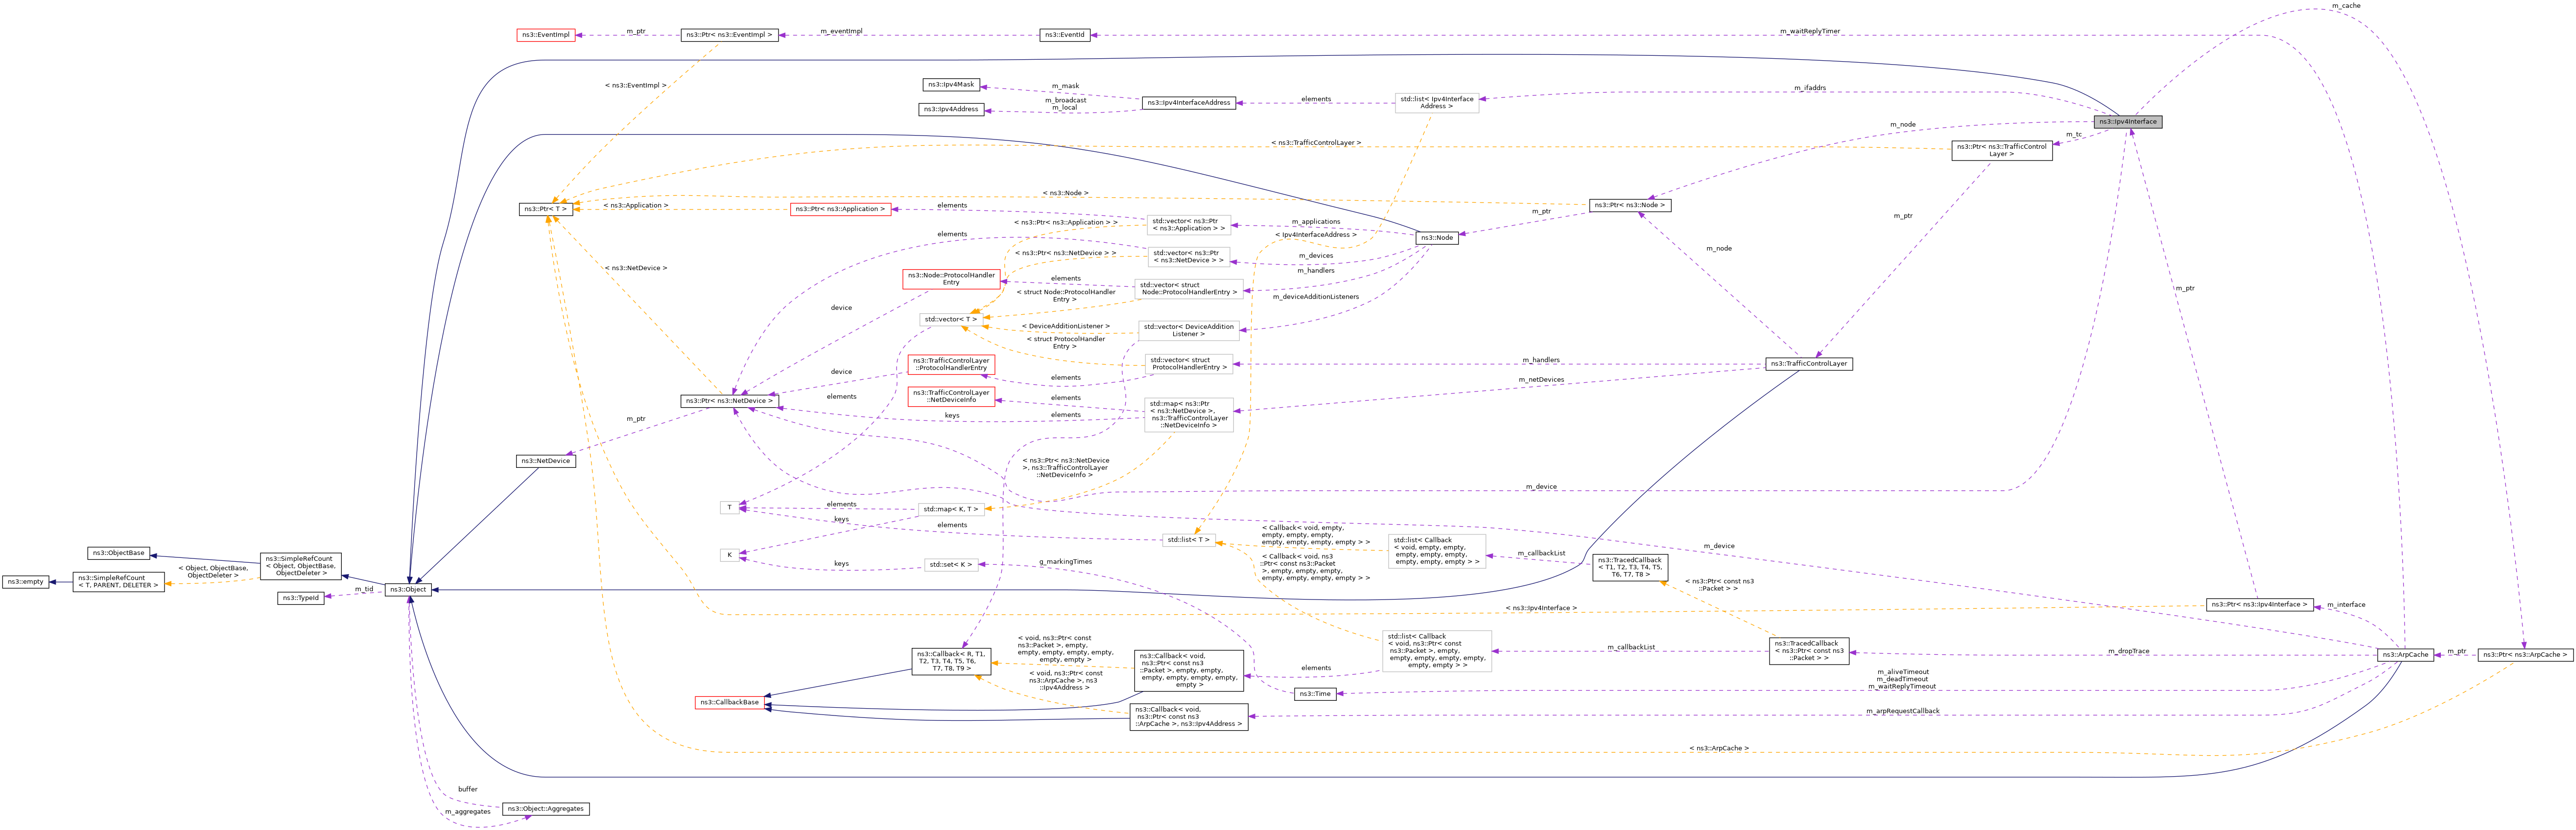 m_cache
ns3::EventImpl
m_ptr
ns3::Ptr< ns3::EventImpl >
m_eventImpl
ns3::EventId
m_waitReplyTimer
< ns3::EventImpl >
ns3::Ipv4Mask
m_mask
ns3::Ipv4Address
m_broadcast
m_local
ns3::Ipv4InterfaceAddress
elements
std::list< Ipv4Interface
Address >
m_ifaddrs
ns3::Ipv4Interface
m_node
m_tc
< ns3::TrafficControlLayer >
ns3::Ptr< ns3::TrafficControl
Layer >
< ns3::Node >
ns3::Ptr< T >
< ns3::Application >
ns3::Ptr< ns3::Application >
elements
ns3::Ptr< ns3::Node >
m_ptr
m_ptr
< ns3::Ptr< ns3::Application > >
std::vector< ns3::Ptr
< ns3::Application > >
m_applications
< Ipv4InterfaceAddress >
ns3::Node
elements
m_node
< ns3::Ptr< ns3::NetDevice > >
std::vector< ns3::Ptr
< ns3::NetDevice > >
m_devices
< ns3::NetDevice >
ns3::Node::ProtocolHandler
Entry
elements
std::vector< struct
Node::ProtocolHandlerEntry >
m_handlers
m_ptr
< struct Node::ProtocolHandler
Entry >
m_deviceAdditionListeners
device
std::vector< T >
< DeviceAdditionListener >
std::vector< DeviceAddition
Listener >
< struct ProtocolHandler
Entry >
ns3::TrafficControlLayer
::ProtocolHandlerEntry
std::vector< struct
ProtocolHandlerEntry >
m_handlers
ns3::TrafficControlLayer
device
elements
m_netDevices
ns3::TrafficControlLayer
::NetDeviceInfo
elements
elements
ns3::Ptr< ns3::NetDevice >
std::map< ns3::Ptr
< ns3::NetDevice >,
ns3::TrafficControlLayer
::NetDeviceInfo >
keys
elements
m_ptr
ns3::NetDevice
< ns3::Ptr< ns3::NetDevice
>, ns3::TrafficControlLayer
::NetDeviceInfo >
m_device
T
elements
std::map< K, T >
keys
elements
std::list< T >
< Callback< void, empty,
empty, empty, empty,
empty, empty, empty, empty > >
std::list< Callback
< void, empty, empty,
empty, empty, empty,
empty, empty, empty > >
m_callbackList
ns3::TracedCallback
< T1, T2, T3, T4, T5,
T6, T7, T8 >
m_device
K
keys
std::set< K >
g_markingTimes
< Callback< void, ns3
::Ptr< const ns3::Packet
>, empty, empty, empty,
empty, empty, empty, empty > >
ns3::ObjectBase
ns3::SimpleRefCount
< Object, ObjectBase,
ObjectDeleter >
ns3::empty
ns3::SimpleRefCount
< T, PARENT, DELETER >
< Object, ObjectBase,
ObjectDeleter >
ns3::TypeId
m_tid
ns3::Object
< ns3::Ptr< const ns3
::Packet > >
< ns3::Ipv4Interface >
ns3::Ptr< ns3::Ipv4Interface >
m_interface
ns3::Callback< R, T1,
T2, T3, T4, T5, T6,
T7, T8, T9 >
< void, ns3::Ptr< const
ns3::Packet >, empty,
empty, empty, empty, empty,
empty, empty >
ns3::Callback< void,
ns3::Ptr< const ns3
::Packet >, empty, empty,
empty, empty, empty, empty,
empty >
elements
std::list< Callback
< void, ns3::Ptr< const
ns3::Packet >, empty,
empty, empty, empty, empty,
empty, empty > >
m_callbackList
ns3::TracedCallback
< ns3::Ptr< const ns3
::Packet > >
m_dropTrace
ns3::ArpCache
m_ptr
ns3::Ptr< ns3::ArpCache >
< void, ns3::Ptr< const
ns3::ArpCache >, ns3
::Ipv4Address >
ns3::Time
m_aliveTimeout
m_deadTimeout
m_waitReplyTimeout
ns3::CallbackBase
ns3::Callback< void,
ns3::Ptr< const ns3
::ArpCache >, ns3::Ipv4Address >
m_arpRequestCallback
< ns3::ArpCache >
buffer
m_aggregates
ns3::Object::Aggregates